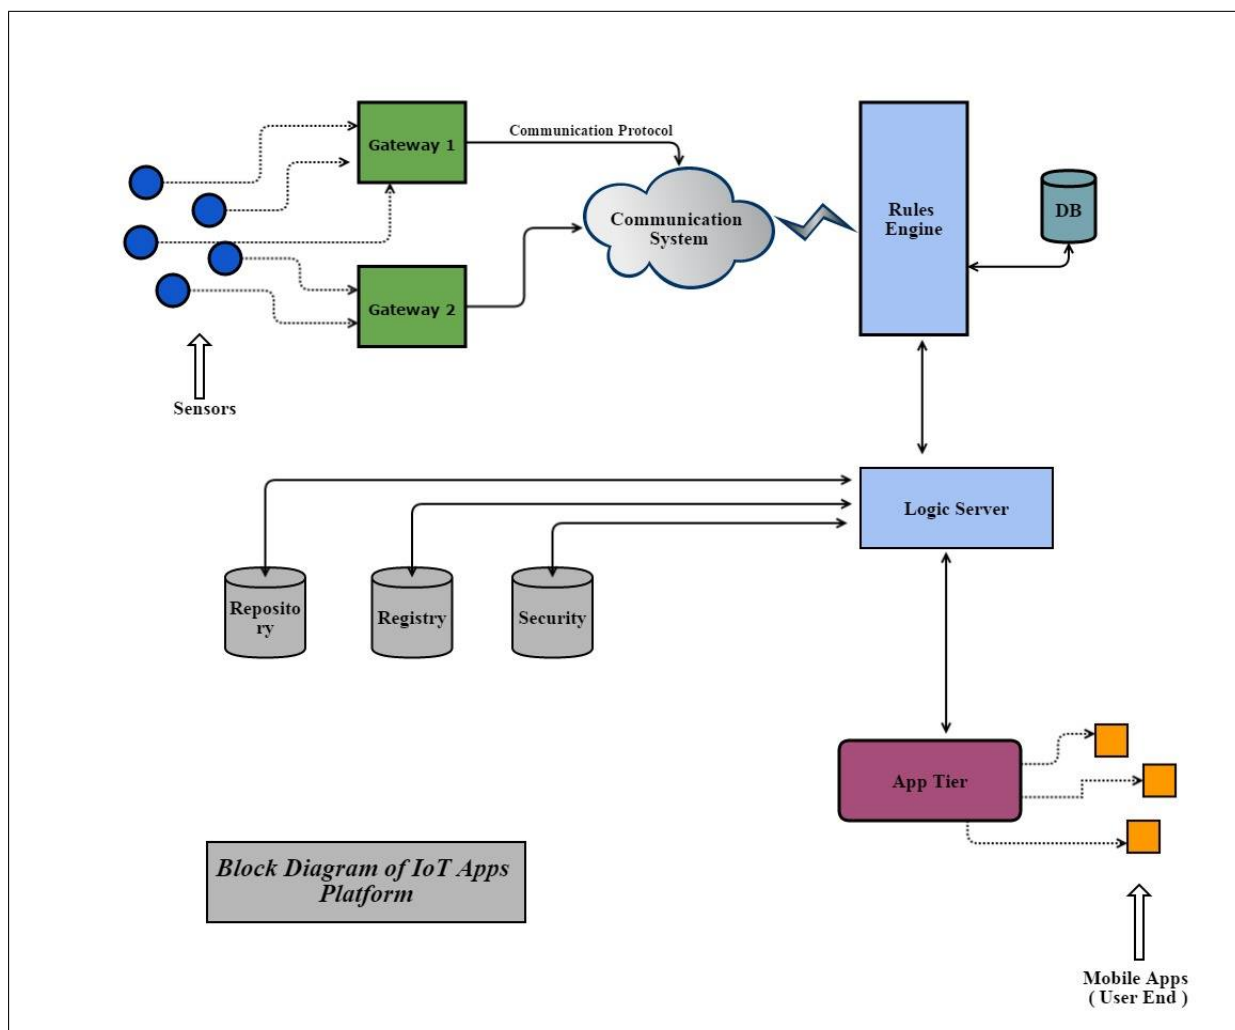 Gateway 1
Communication Protocol
Communication
System
Rules
Engine
DB
Gateway 2
Sensors
Logic Server
Reposito
ry
Registry
Security
App Tier
Block Diagram of IoT Apps
Platform
Mobile Apps
( User End )